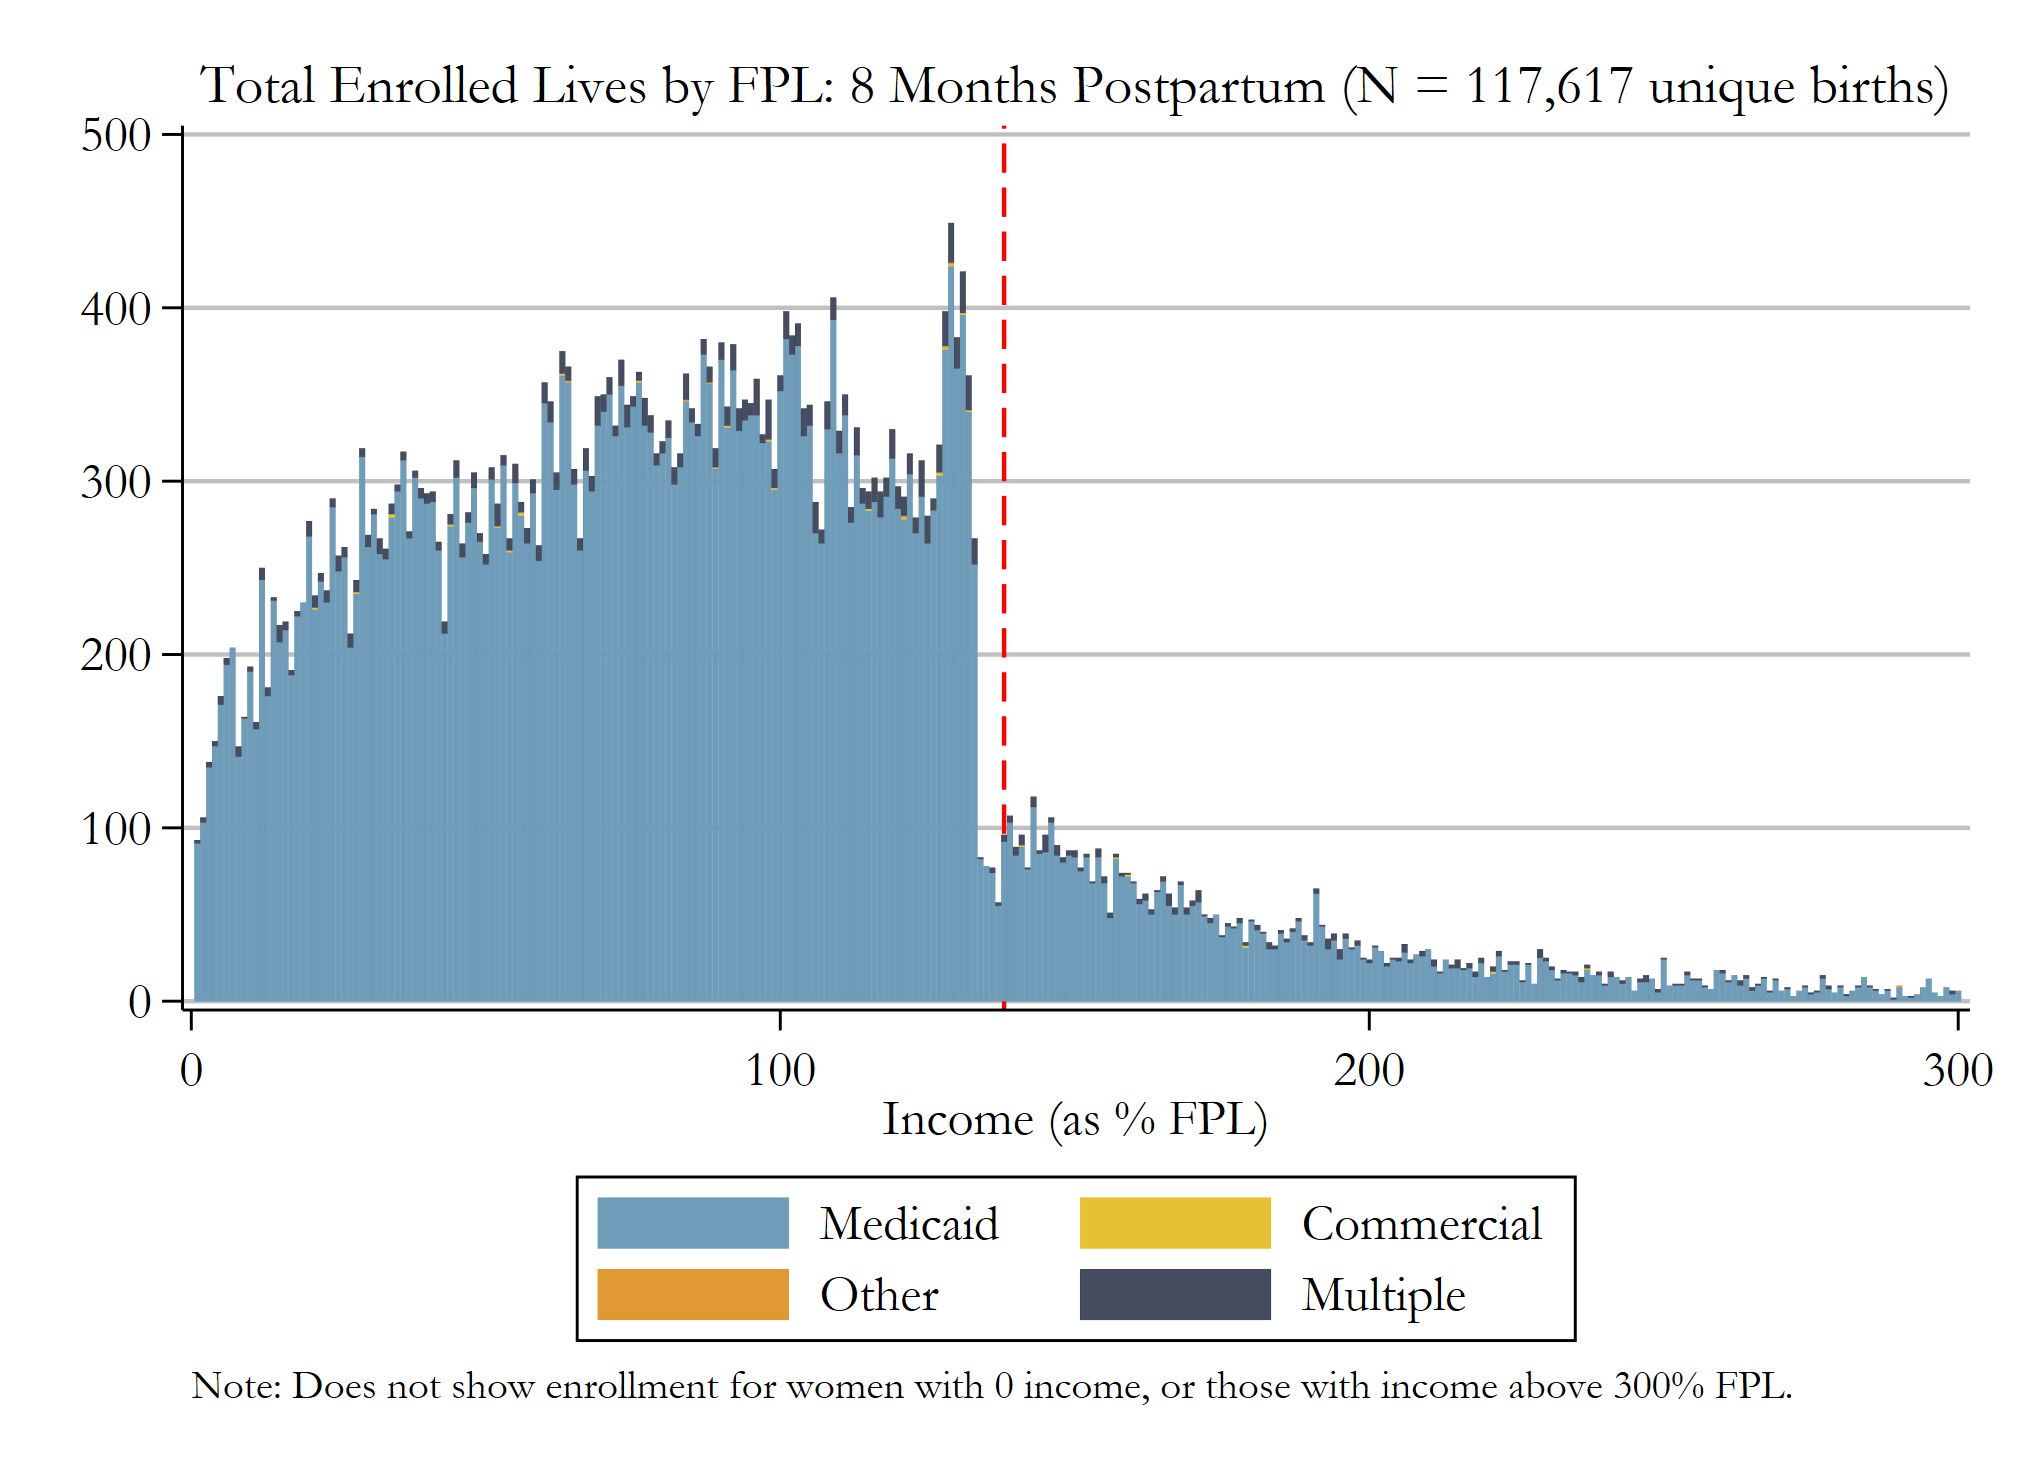 Total Enrolled Lives by FPL: 8 Months Postpartum (N = 117,617 unique births)
500
400
300
200
100
0
0 100 200 300
Income (as % FPL)
Medicaid Commercial
Other Multiple
Note: Does not show enrollment for women with 0 income, or those with income above 300% FPL.